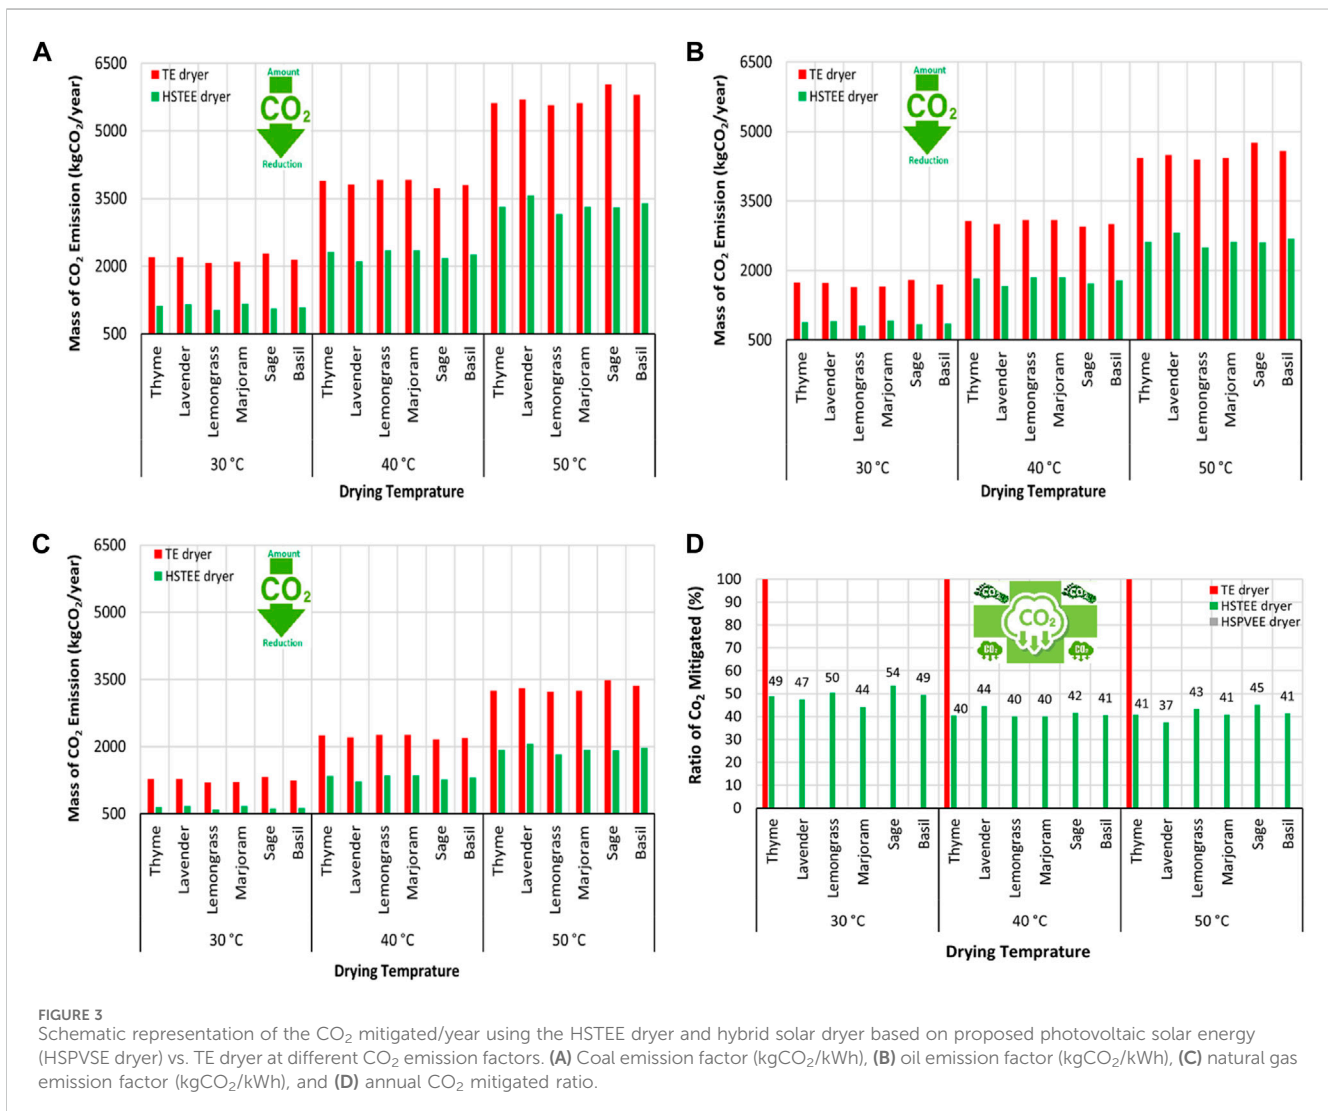 A
6500
5000
3500
2000
500
Mass of CO₂ Emission (kgCO₂/year)
TE dryer
HSTEE dryer
Amount
CO₂
Reduction
Thyme
Lavender
Lemongrass
Marjoram
Sage
Basil
Thyme
Lavender
Lemongrass
Marjoram
Sage
Basil
Thyme
Lavender
Lemongrass
Marjoram
Sage
Basil
30 °C
40 °C
50 °C
Drying Temprature
B
6500
5000
3500
2000
500
Mass of CO₂ Emission (kgCO₂/year)
TE dryer
HSTEE dryer
Amount
CO₂
Reduction
Thyme
Lavender
Lemongrass
Marjoram
Sage
Basil
Thyme
Lavender
Lemongrass
Marjoram
Sage
Basil
Thyme
Lavender
Lemongrass
Marjoram
Sage
Basil
30 °C
40 °C
50 °C
Drying Temprature
C
6500
5000
3500
2000
500
Mass of CO₂ Emission (kgCO₂/year)
TE dryer
HSTEE dryer
Amount
CO₂
Reduction
Thyme
Lavender
Lemongrass
Marjoram
Sage
Basil
Thyme
Lavender
Lemongrass
Marjoram
Sage
Basil
Thyme
Lavender
Lemongrass
Marjoram
Sage
Basil
30 °C
40 °C
50 °C
Drying Temprature
D
100
90
80
70
60
50
40
30
20
10
0
Ratio of Co₂ Mitigated (%)
CO₂
CO₂
CO₂
CO₂
CO₂
TE dryer
HSTEE dryer
HSPVEE dryer
49 47 50 44 54 49 40 44 40 40 42 41 41 37 43 41 45 41
Thyme
Lavender
Lemongrass
Marjoram
Sage
Basil
Thyme
Lavender
Lemongrass
Marjoram
Sage
Basil
Thyme
Lavender
Lemongrass
Marjoram
Sage
Basil
30 °C
40 °C
50 °C
Drying Temprature
FIGURE 3
Schematic representation of the CO₂ mitigated/year using the HSTEE dryer and hybrid solar dryer based on proposed photovoltaic solar energy
(HSPVSE dryer) vs. TE dryer at different CO₂ emission factors. (A) Coal emission factor (kgCO₂/kWh), (B) oil emission factor (kgCO₂/kWh), (C) natural gas
emission factor (kgCO₂/kWh), and (D) annual CO₂ mitigated ratio.